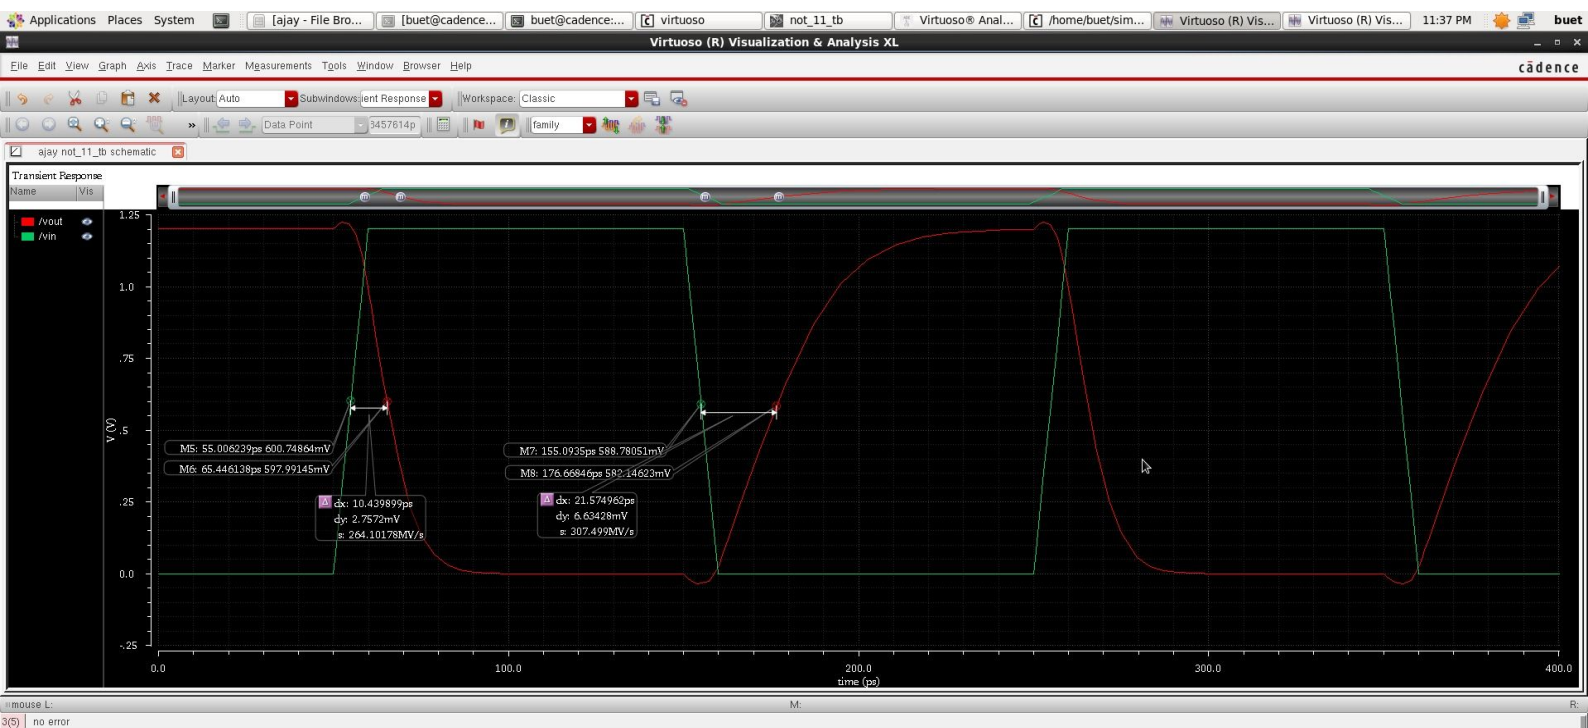 Applications Places System [ajay - File Bro... [buet@cadence... buet@cadence:... virtuoso not_11_tb Virtuoso® Anal... /home/buet/sim... Virtuoso (R) Vis... Virtuoso (R) Vis... 11:37 PM buet
Virtuoso (R) Visualization & Analysis XL
File Edit View Graph Axis Trace Marker Measurements Tools Window Browser Help cādence
Layout: Auto Subwindows: ient Response Workspace: Classic
» Data Point 3457614p family
ajay not_11_tb schematic
Transient Response
Name Vis
/vout
/vin
1.25
1.0
.75
.5
.25
0.0
-.25
V (V)
M5: 55.006239ps 600.74864mV
M6: 65.446138ps 597.99145mV
dx: 10.439899ps
dy: 2.7572mV
s: 264.10178MV/s
M7: 155.0935ps 588.78051mV
M8: 176.66846ps 582.14623mV
dx: 21.574962ps
dy: 6.63428mV
s: 307.499MV/s
0.0 100.0 200.0 300.0 400.0
time (ps)
mouse L: M: R:
3(5) no error